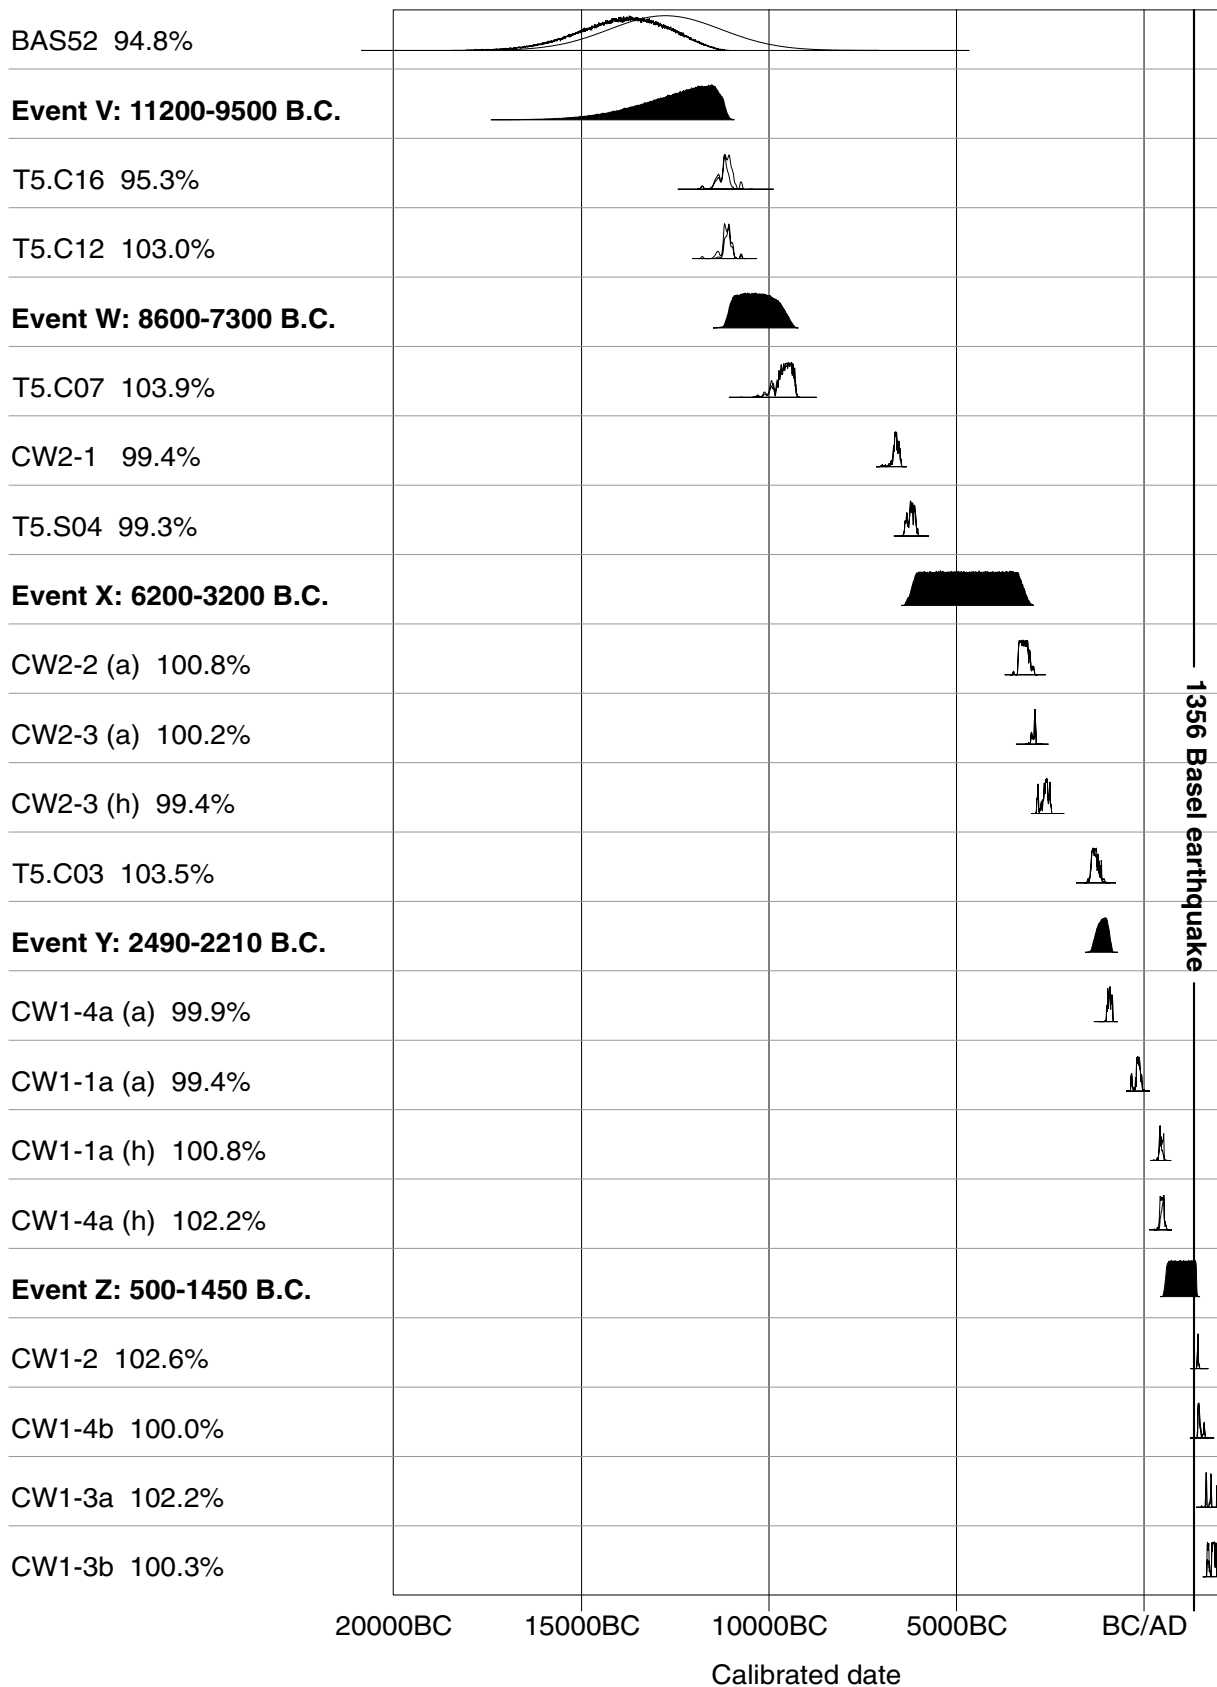 BAS52 94.8%
Event V: 11200-9500 B.C.
T5.C16 95.3%
T5.C12 103.0%
Event W: 8600-7300 B.C.
T5.C07 103.9%
CW2-1 99.4%
T5.S04 99.3%
Event X: 6200-3200 B.C.
CW2-2 (a) 100.8%
CW2-3 (a) 100.2%
CW2-3 (h) 99.4%
T5.C03 103.5%
Event Y: 2490-2210 B.C.
CW1-4a (a) 99.9%
CW1-1a (a) 99.4%
CW1-1a (h) 100.8%
CW1-4a (h) 102.2%
Event Z: 500-1450 B.C.
CW1-2 102.6%
CW1-4b 100.0%
CW1-3a 102.2%
CW1-3b 100.3%
1356 Basel earthquake
20000BC 15000BC 10000BC 5000BC BC/AD
Calibrated date